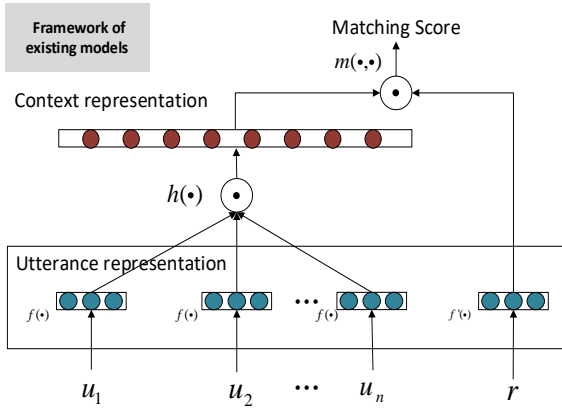 Framework of
existing models
Matching Score
m(•,•)
Context representation
h(•)
Utterance representation
f(•) f(•) ••• f(•) f'(•)
u₁ u₂ ••• uₙ r